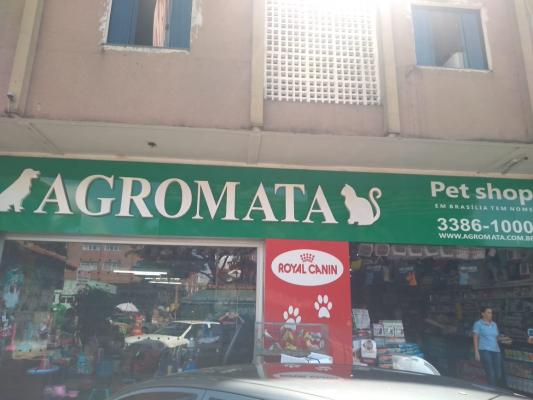 AGROMATA
Pet shop
EM BRASÍLIA TEM NOME
3386-1000
WWW.AGROMATA.COM.BR
ROYAL CANIN